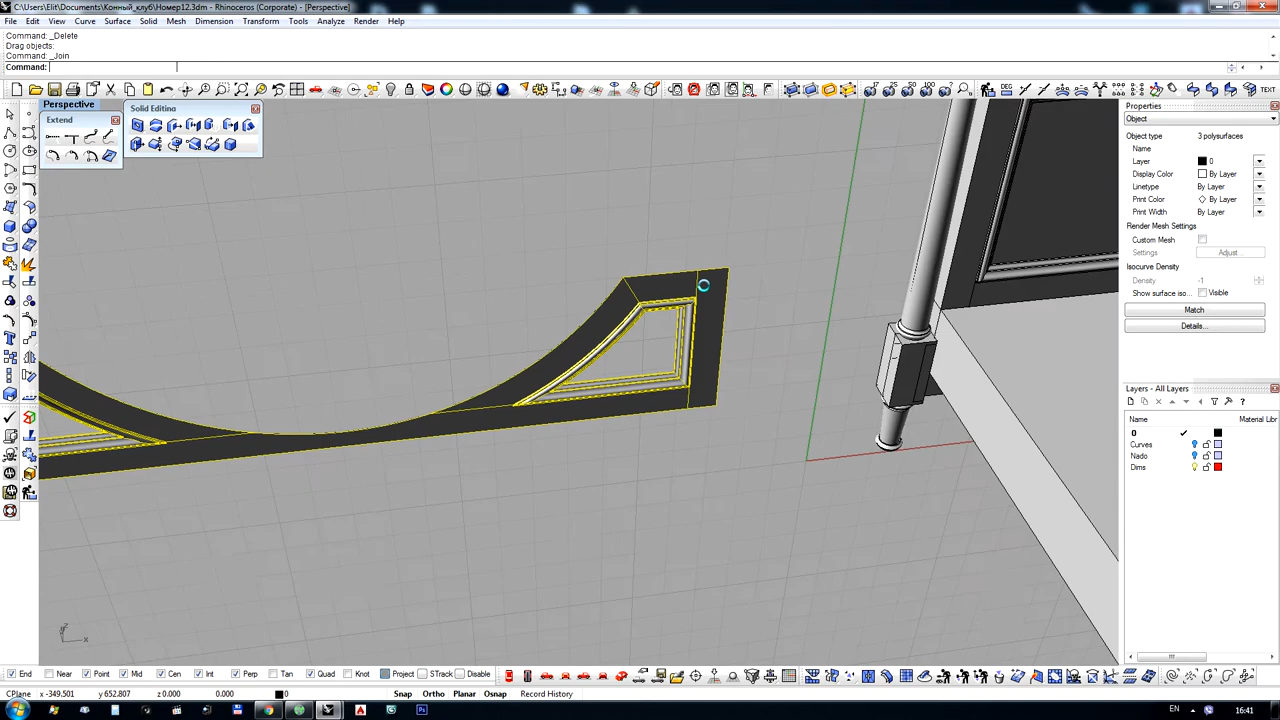 C:\Users\Elit\Documents\Конный_клуб\Номер12.3dm - Rhinoceros (Corporate) - [Perspective]
File Edit View Curve Surface Solid Mesh Dimension Transform Tools Analyze Render Help
Command: _Delete
Drag objects:
Command: _Join
Command:
TEXT
Perspective
Extend
Solid Editing
Properties
Object
Object type 3 polysurfaces
Name
Layer 0
Display Color By Layer
Linetype By Layer
Print Color By Layer
Print Width By Layer
Render Mesh Settings
Custom Mesh
Settings Adjust...
Isocurve Density
Density -1
Show surface iso... Visible
Match
Details...
Layers - All Layers
Name Material Libr
0
Curves
Nado
Dims
x
End Near Point Mid Cen Int Perp Tan Quad Knot Project STrack Disable
CPlane x -349.501 y 652.807 z 0.000 0.000 0 Snap Ortho Planar Osnap Record History
EN 16:41